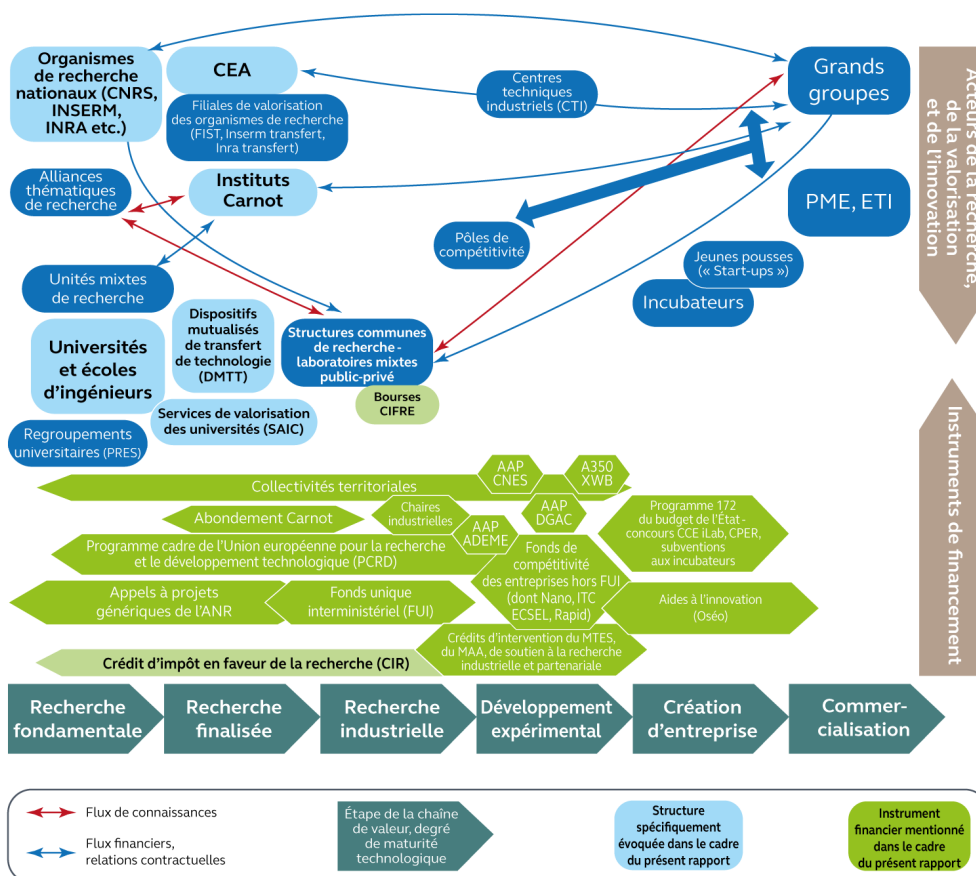 Organismes
de recherche
nationaux (CNRS,
INSERM,
INRA etc.)
CEA
Filiales de valorisation
des organismes de recherche
(FIST, Inserm transfert,
Inra transfert)
Centres
techniques
industriels (CTI)
Grands
groupes
Alliances
thématiques
de recherche
Instituts
Carnot
PME, ETI
Pôles de
compétitivité
Jeunes pousses
(« Start-ups »)
Incubateurs
Unités mixtes
de recherche
Universités
et écoles
d'ingénieurs
Dispositifs
mutualisés
de transfert
de technologie
(DMTT)
Structures communes
de recherche -
laboratoires mixtes
public-privé
Bourses
CIFRE
Services de valorisation
des universités (SAIC)
Regroupements
universitaires (PRES)
Acteurs de la recherche,
de la valorisation
et de l'innovation
Instruments de financement
Collectivités territoriales
AAP
CNES
A350
XWB
Abondement Carnot
Chaires
industrielles
AAP
ADEME
AAP
DGAC
Programme 172
du budget de l'État -
concours CCE iLab, CPER,
subventions
aux incubateurs
Programme cadre de l'Union européenne pour la recherche
et le développement technologique (PCRD)
Fonds de
compétitivité
des entreprises hors FUI
(dont Nano, ITC
ECSEL, Rapid)
Appels à projets
génériques de l'ANR
Fonds unique
interministériel (FUI)
Aides à l'innovation
(Oséo)
Crédits d'intervention du MTES,
du MAA, de soutien à la recherche
industrielle et partenariale
Crédit d'impôt en faveur de la recherche (CIR)
Recherche
fondamentale
Recherche
finalisée
Recherche
industrielle
Développement
expérimental
Création
d'entreprise
Commer-
cialisation
Flux de connaissances
Flux financiers,
relations contractuelles
Étape de la chaîne
de valeur, degré
de maturité
technologique
Structure
spécifiquement
évoquée dans le cadre
du présent rapport
Instrument
financier mentionné
dans le cadre
du présent rapport